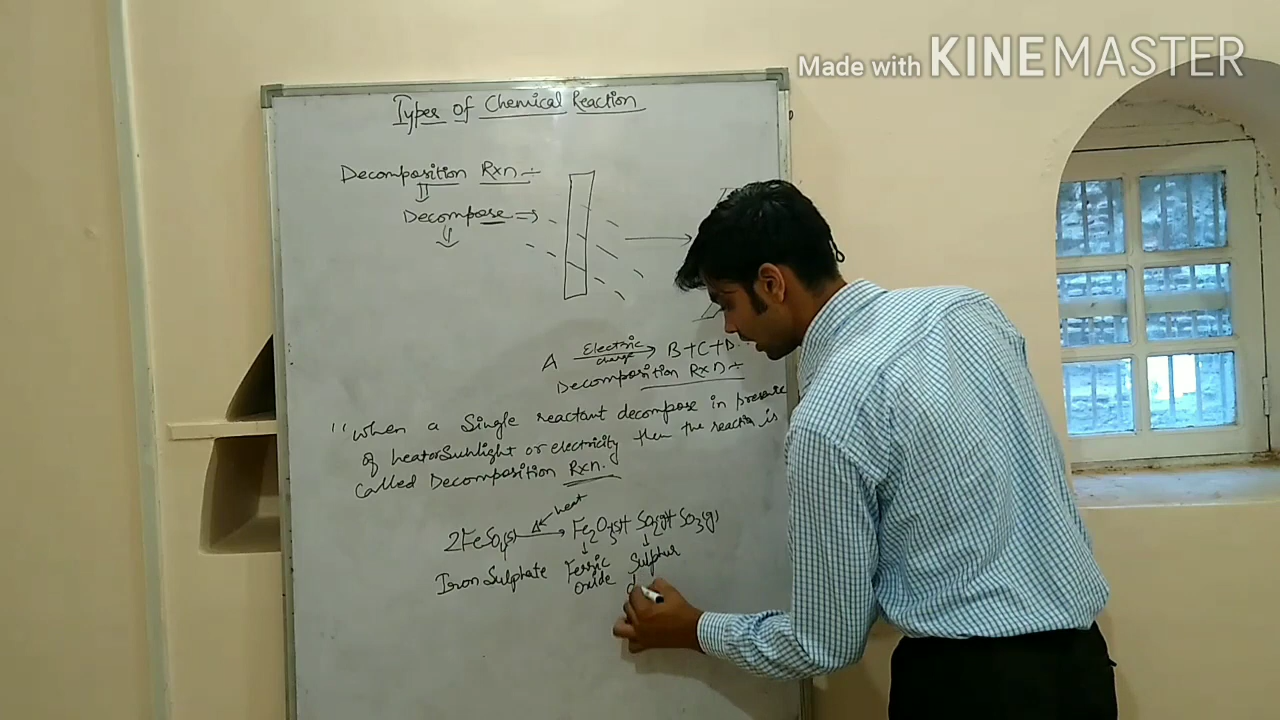 Made with KINEMASTER
Types of Chemical Reaction
Decomposition Rxn ÷
Decompose ⇒
A Electric charge → B+C+D
Decomposition Rxn ÷
"When a Single reactant decompose in presence
of heat or Sunlight or electricity then the reaction is
Called Decomposition Rxn.
heat
2FeSO4(s) Δ → Fe2O3(s)+ SO2(g)+ SO3(g)
Iron Sulphate Ferric Sulphur
Oxide